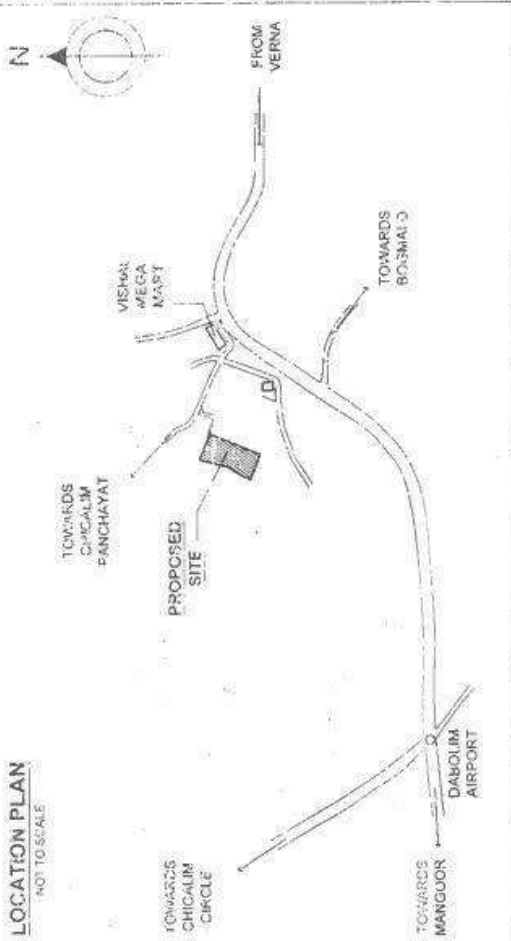 LOCATION PLAN
NOT TO SCALE
N
FROM
VERNA
VISHAL
MEGA
MART
TOWARDS
BOGMALO
TOWARDS
CHICALIM
PANCHAYAT
PROPOSED
SITE
TOWARDS
CHICALIM
CIRCLE
DABOLIM
AIRPORT
TOWARDS
MANGOOR